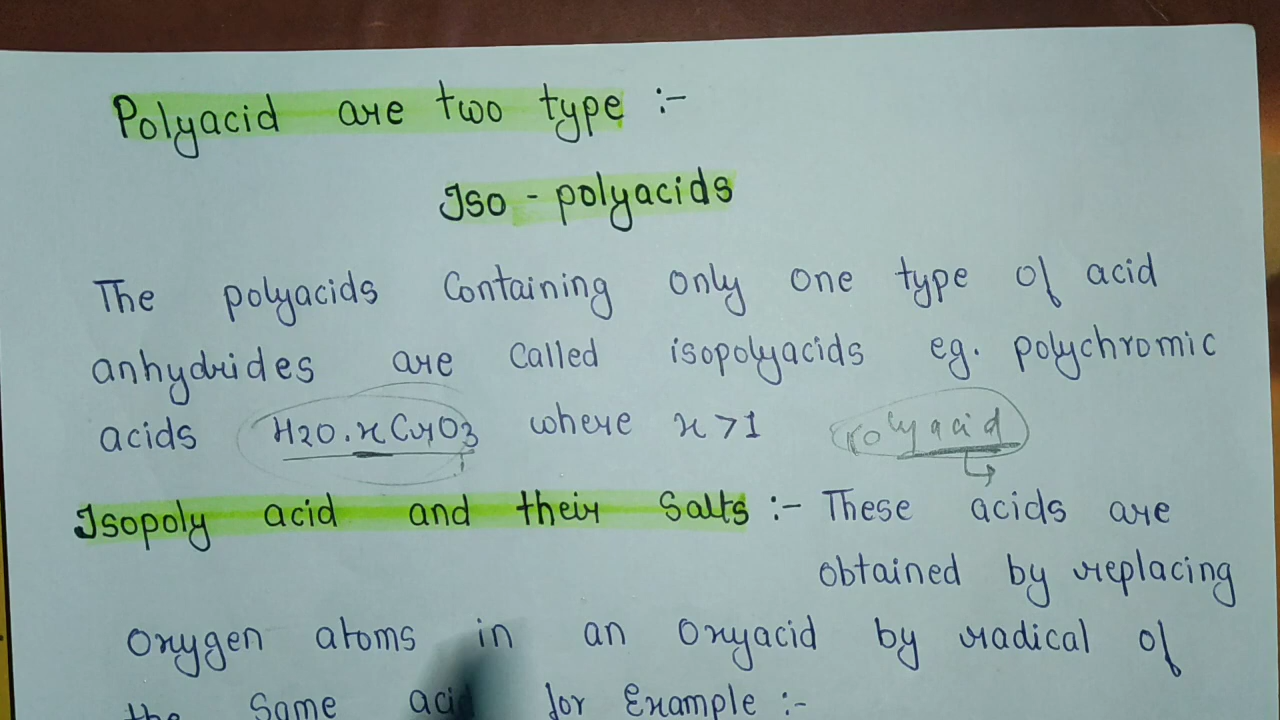 Polyacid are two type :-
Iso - polyacids
The polyacids Containing only one type of acid
anhydrides are Called isopolyacids eg. polychromic
acids H2O.xCrO3 where x>1 Polyacid
Isopoly acid and their Salts :- These acids are
obtained by replacing
Oxygen atoms in an Oxyacid by radical of
the Same acid for Example :-